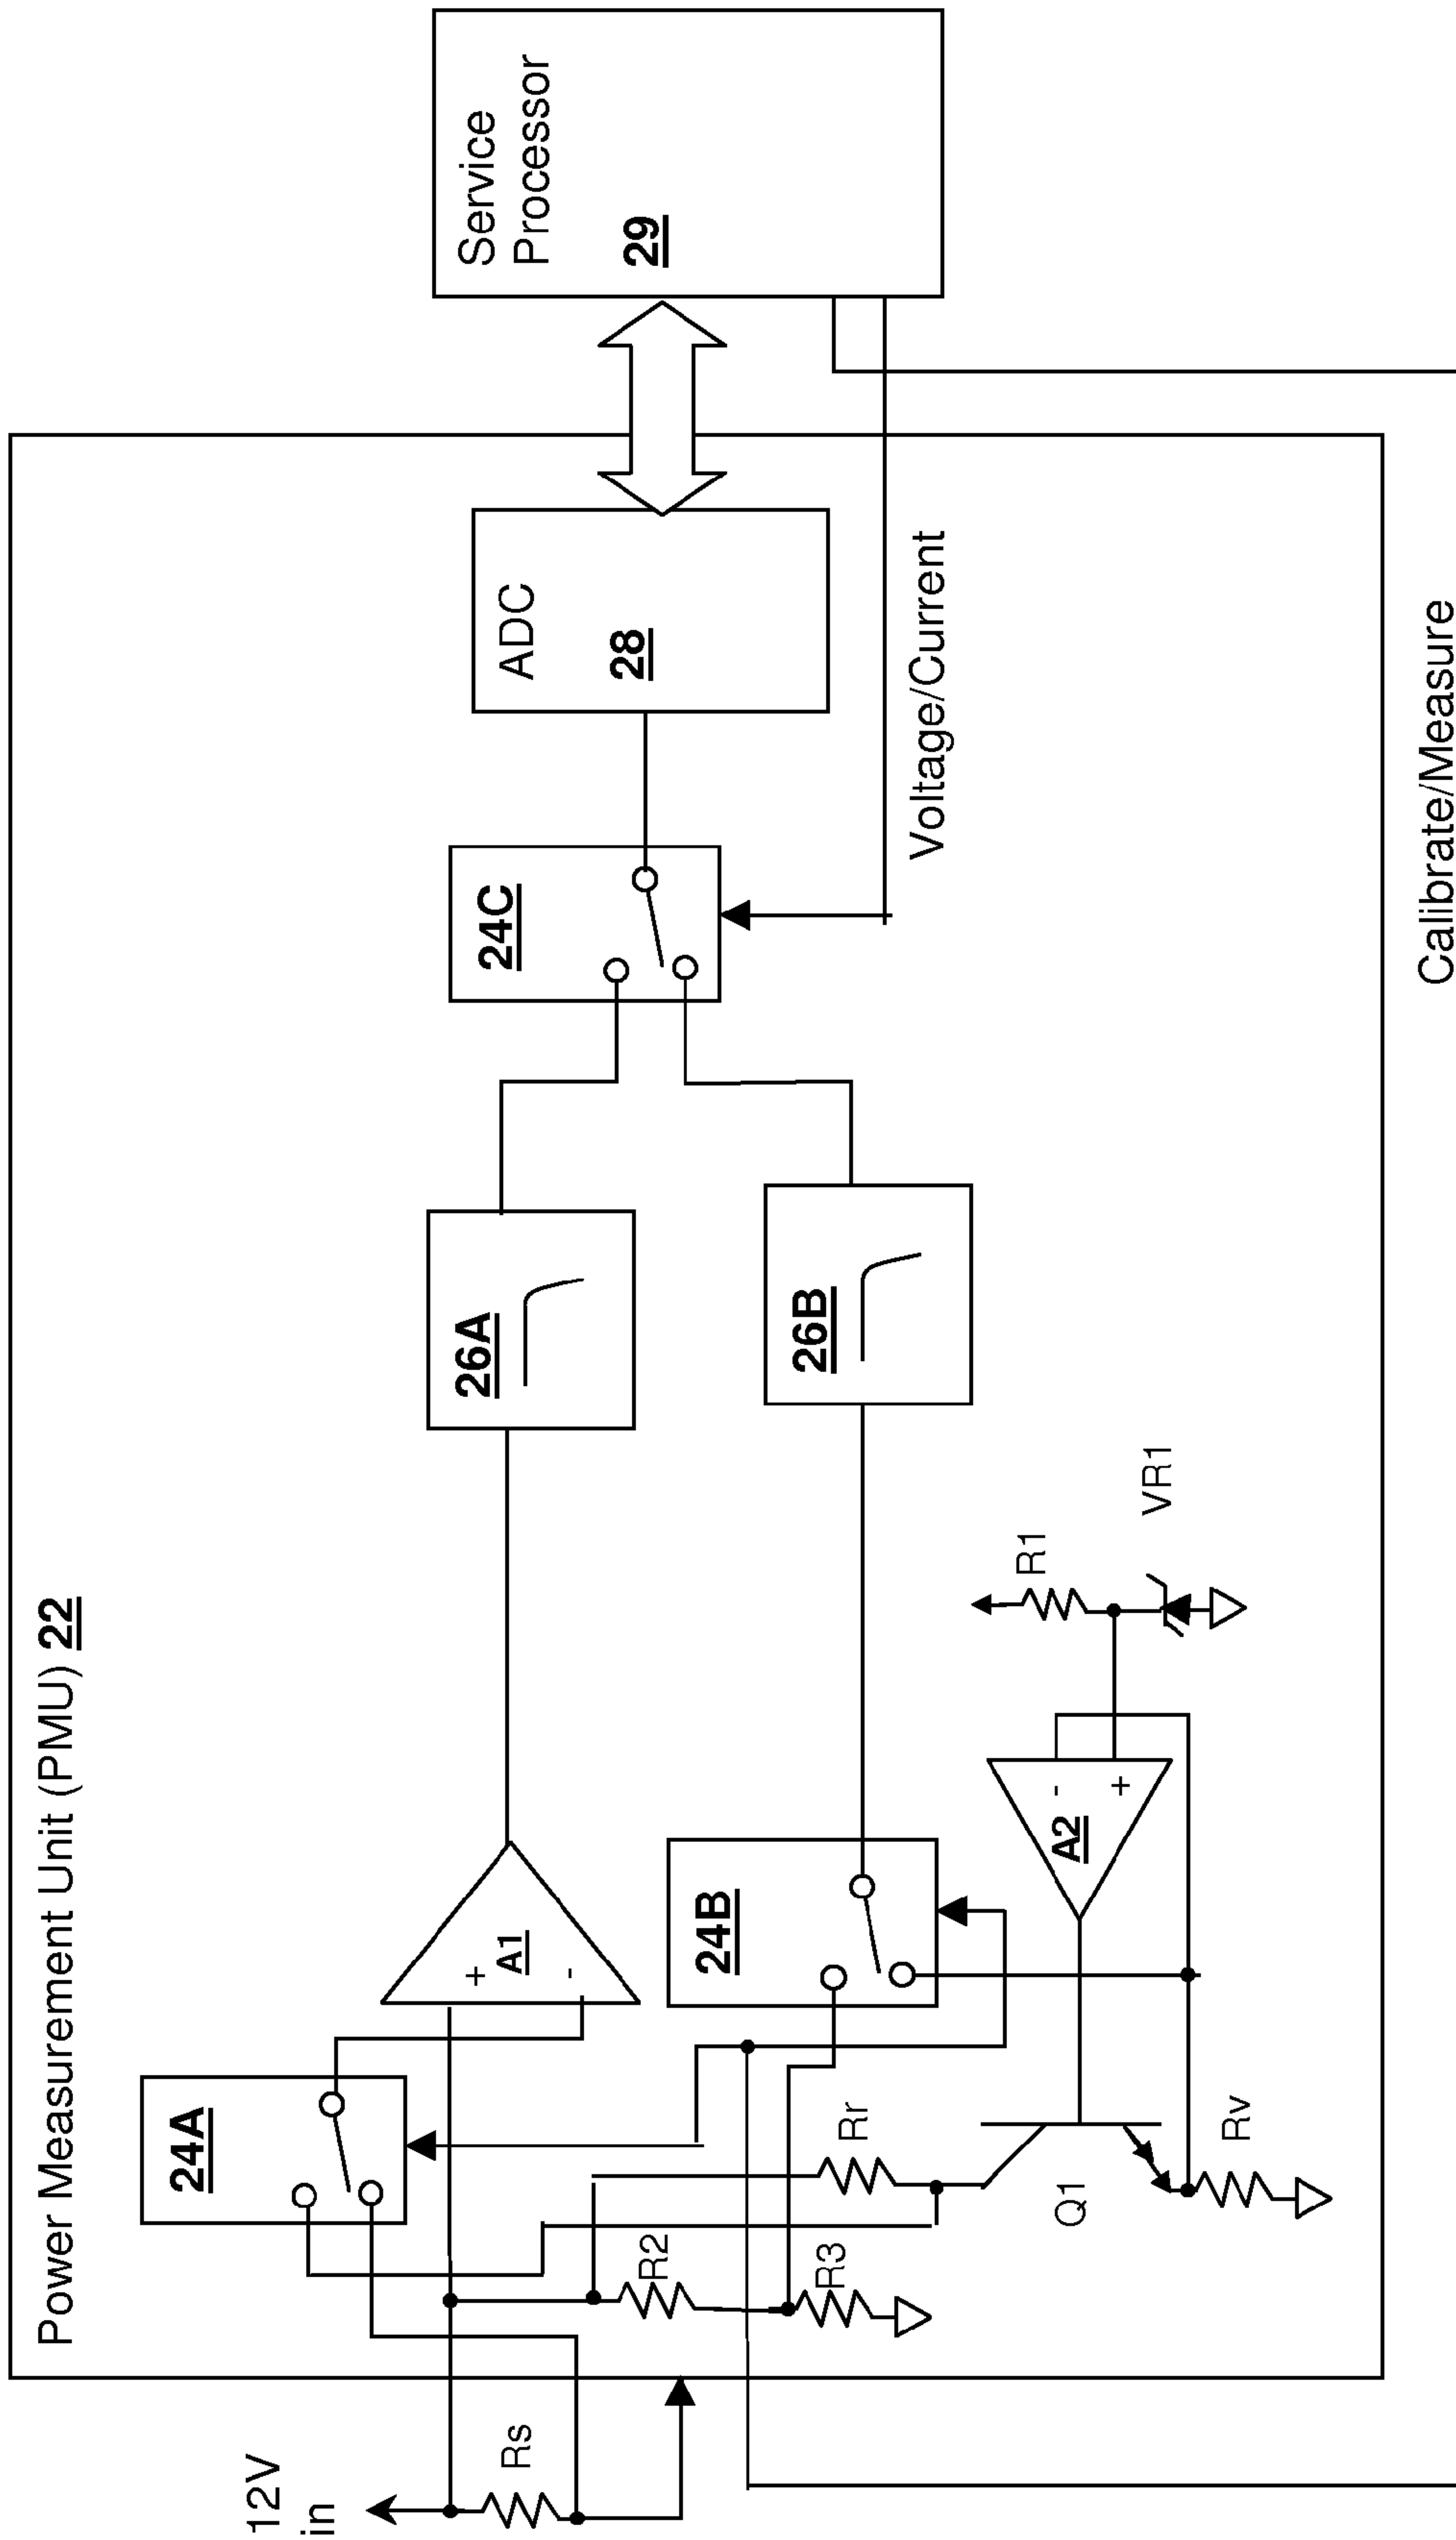 Power Measurement Unit (PMU) 22
12V
in
Rs
24A
+
A1
-
26A
24C
ADC
28
Service
Processor
29
R2
R3
Rr
24B
26B
Voltage/Current
Q1
Rv
A2
-
+
R1
VR1
Calibrate/Measure